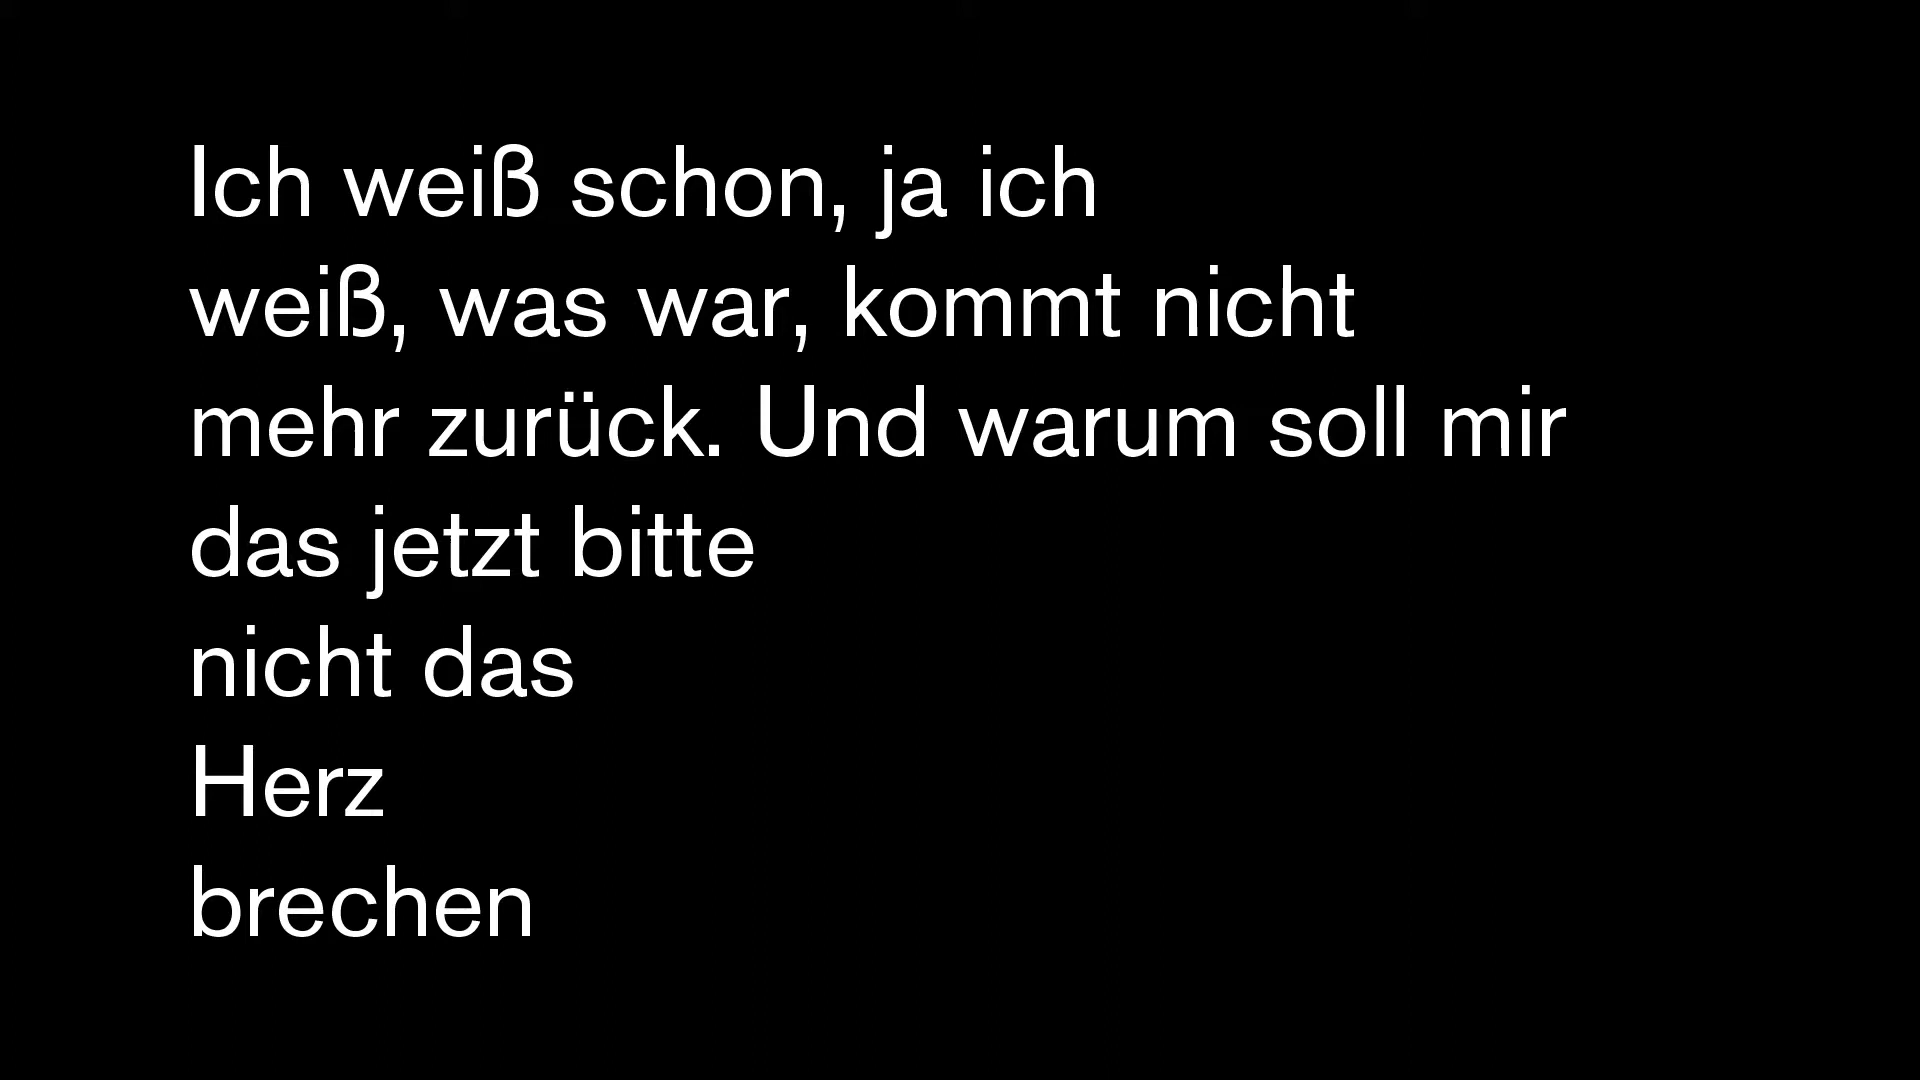 Ich weiß schon, ja ich
weiß, was war, kommt nicht
mehr zurück. Und warum soll mir
das jetzt bitte
nicht das
Herz
brechen